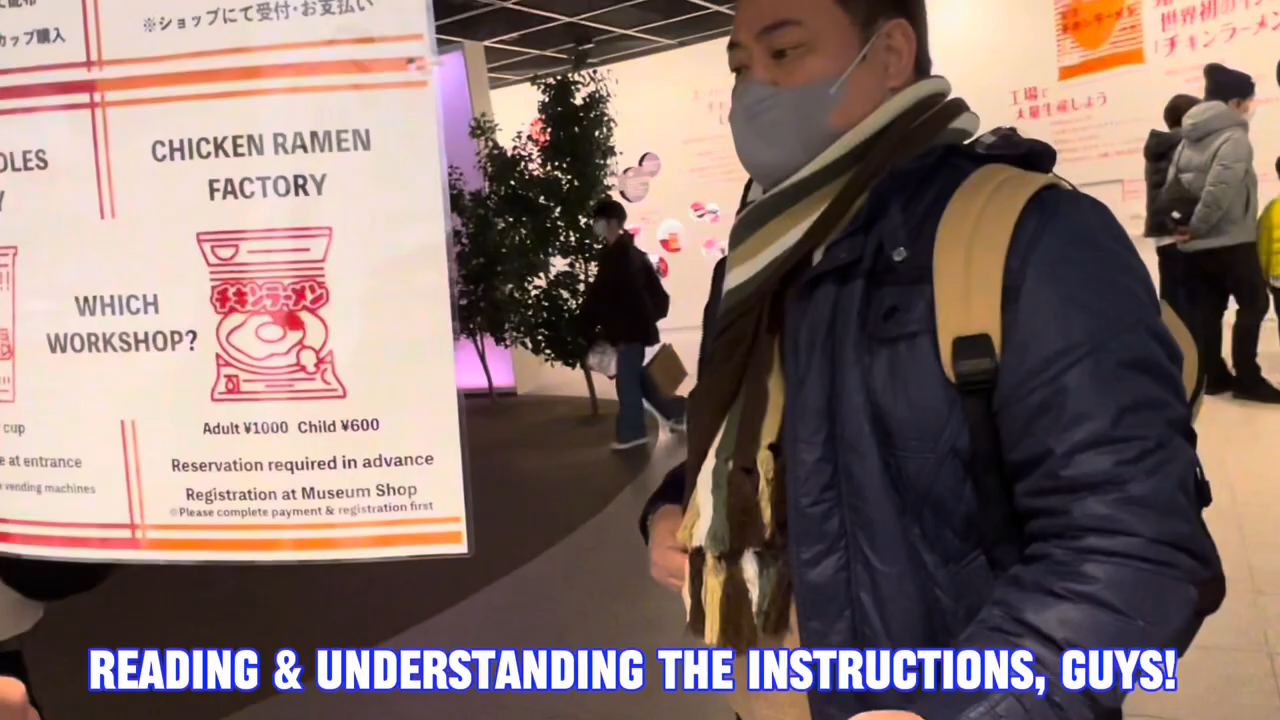 ※ショップにて受付・お支払い
カップ購入
CHICKEN RAMEN
FACTORY
WHICH
WORKSHOP?
チキンラーメン
cup
e at entrance
vending machines
Adult ¥1000 Child ¥600
Reservation required in advance
Registration at Museum Shop
※Please complete payment & registration first
世界初の
「チキンラーメン
工場で
大量生産しよう
READING & UNDERSTANDING THE INSTRUCTIONS, GUYS!